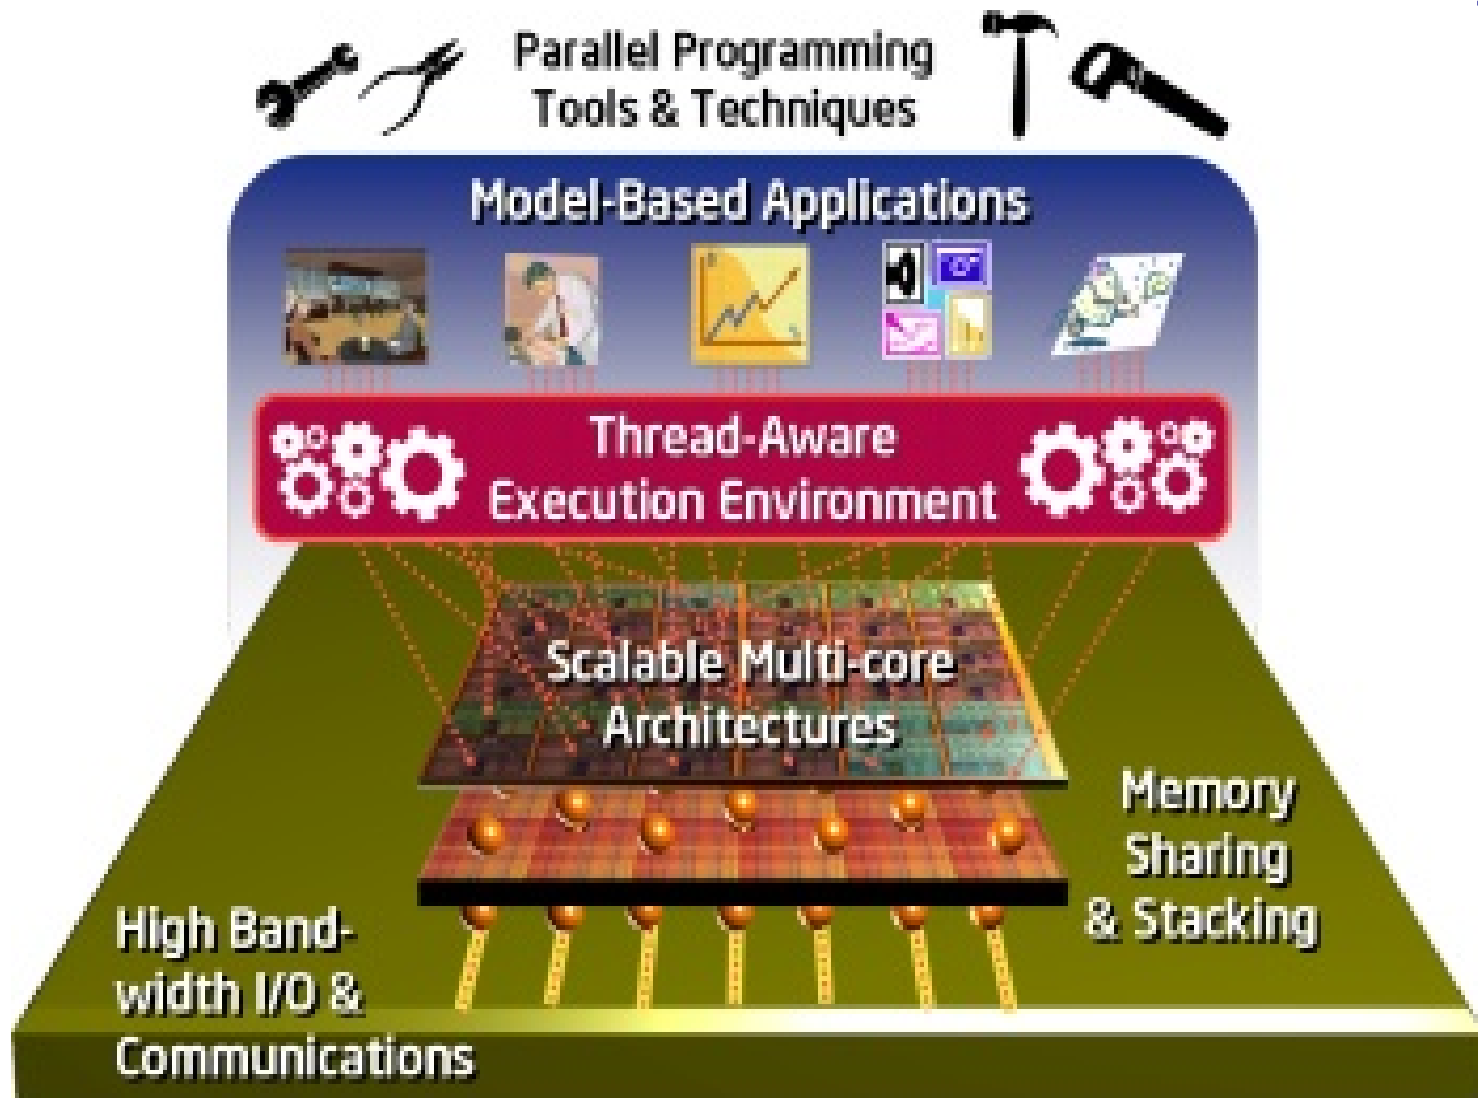 Parallel Programming
Tools & Techniques
Model-Based Applications
Thread-Aware
Execution Environment
Scalable Multi-core
Architectures
Memory
Sharing
& Stacking
High Band-
width I/O &
Communications